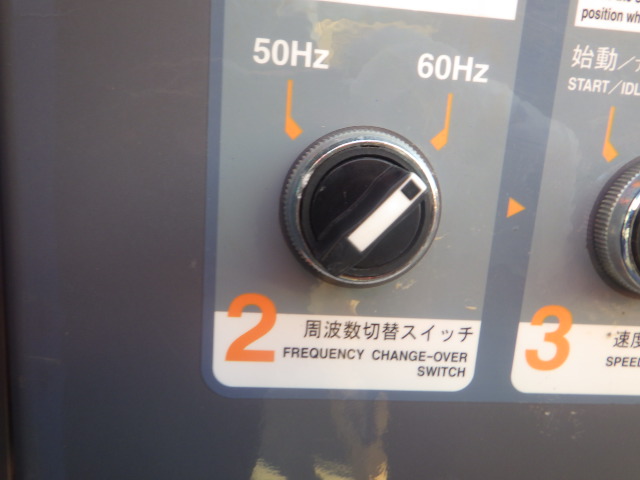 position wh
50Hz
60Hz
始動/
START/IDL
2
周波数切替スイッチ
FREQUENCY CHANGE-OVER
SWITCH
3
*速度
SPEED